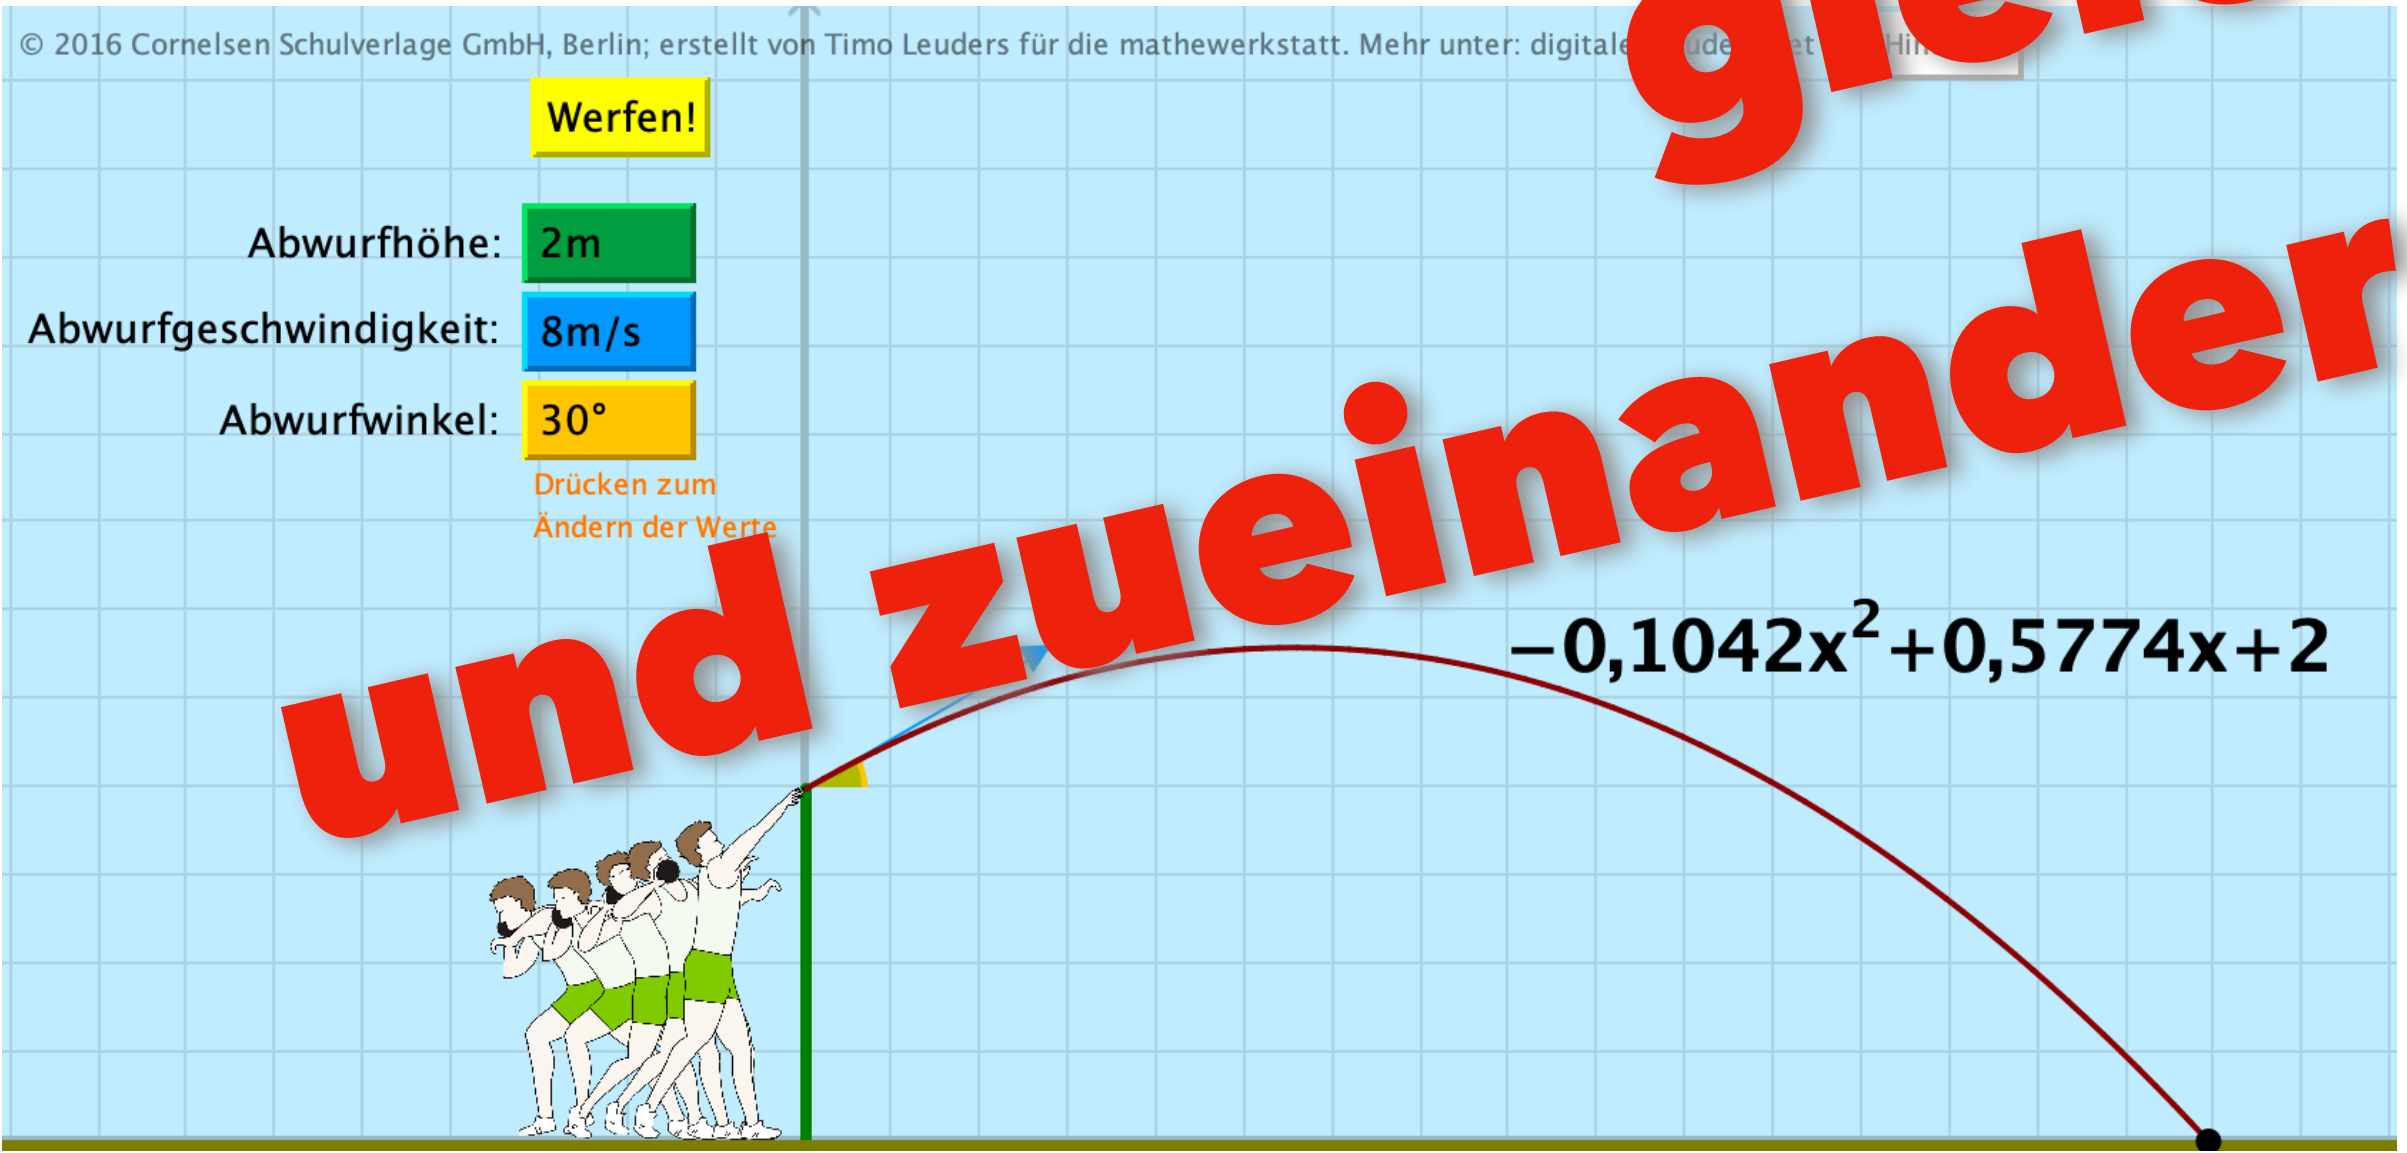 © 2016 Cornelsen Schulverlage GmbH, Berlin; erstellt von Timo Leuders für die mathewerkstatt. Mehr unter:
Werfen!
Abwurfhöhe: 2m
Abwurfgeschwindigkeit: 8m/s
Abwurfwinkel: 30°
Drücken zum
Ändern der Werte
und zueinander
−0,1042x²+0,5774x+2